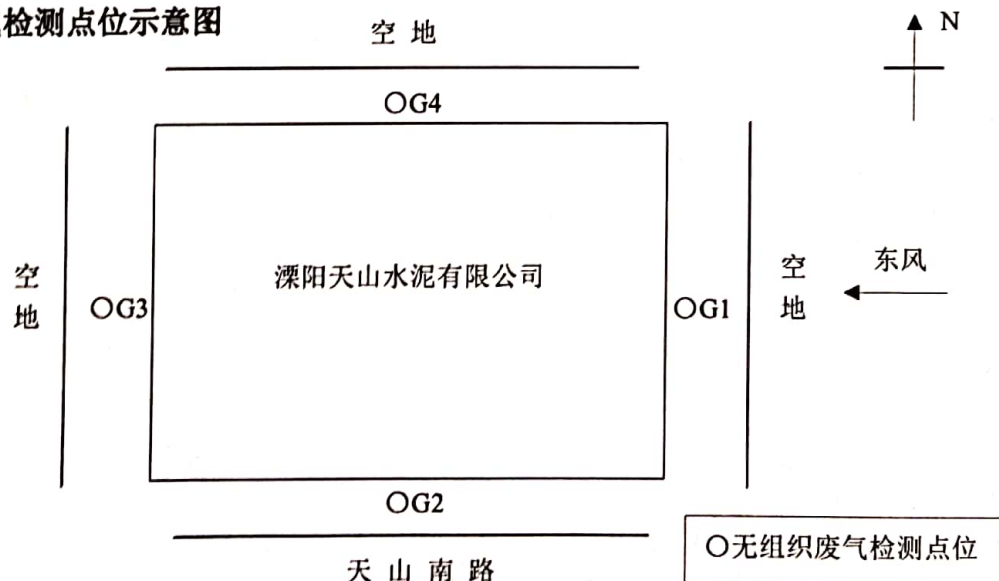 检测点位示意图
N
空 地
OG4
空地
OG3
溧阳天山水泥有限公司
OG1
空地
东风
OG2
天 山 南 路
O无组织废气检测点位